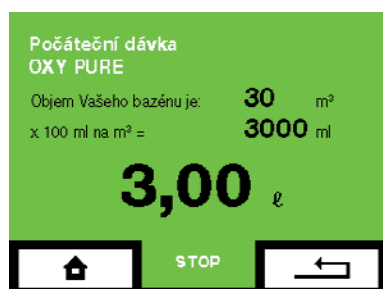 Počáteční dávka
OXY PURE
Objem Vašeho bazénu je: 30 m³
x 100 ml na m³ = 3000 ml
3,00 ℓ
STOP